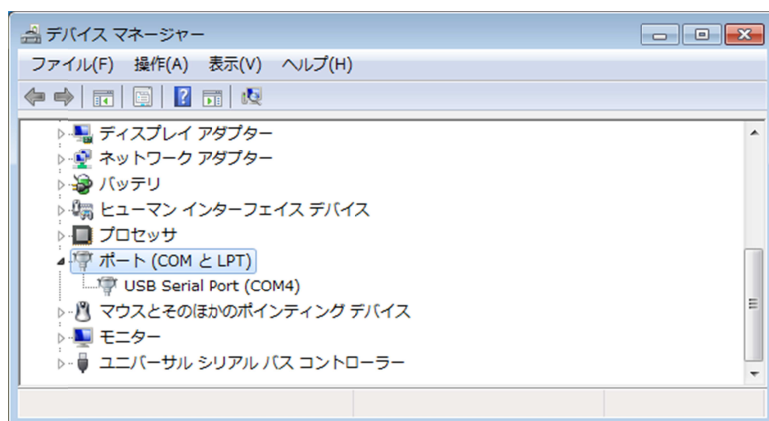 デバイス マネージャー
ファイル(F) 操作(A) 表示(V) ヘルプ(H)
ディスプレイ アダプター
ネットワーク アダプター
バッテリ
ヒューマン インターフェイス デバイス
プロセッサ
ポート (COM と LPT)
USB Serial Port (COM4)
マウスとそのほかのポインティング デバイス
モニター
ユニバーサル シリアル バス コントローラー